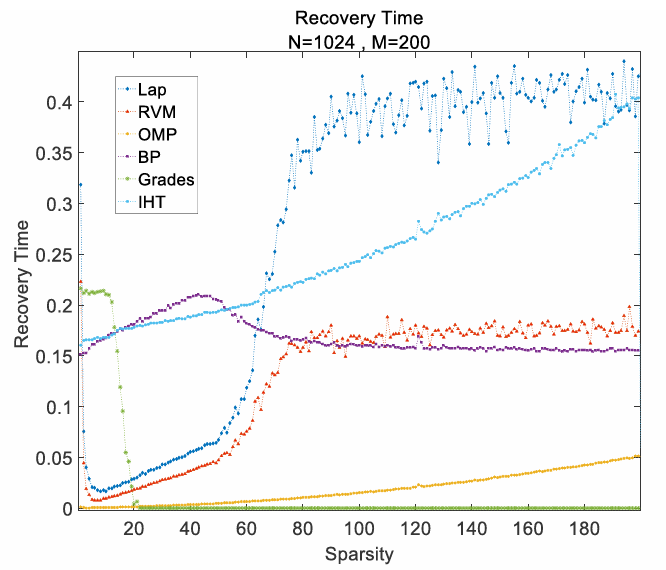 Recovery Time
N=1024 , M=200
Lap
RVM
OMP
BP
Grades
IHT
Recovery Time
0.4
0.35
0.3
0.25
0.2
0.15
0.1
0.05
0
20 40 60 80 100 120 140 160 180
Sparsity